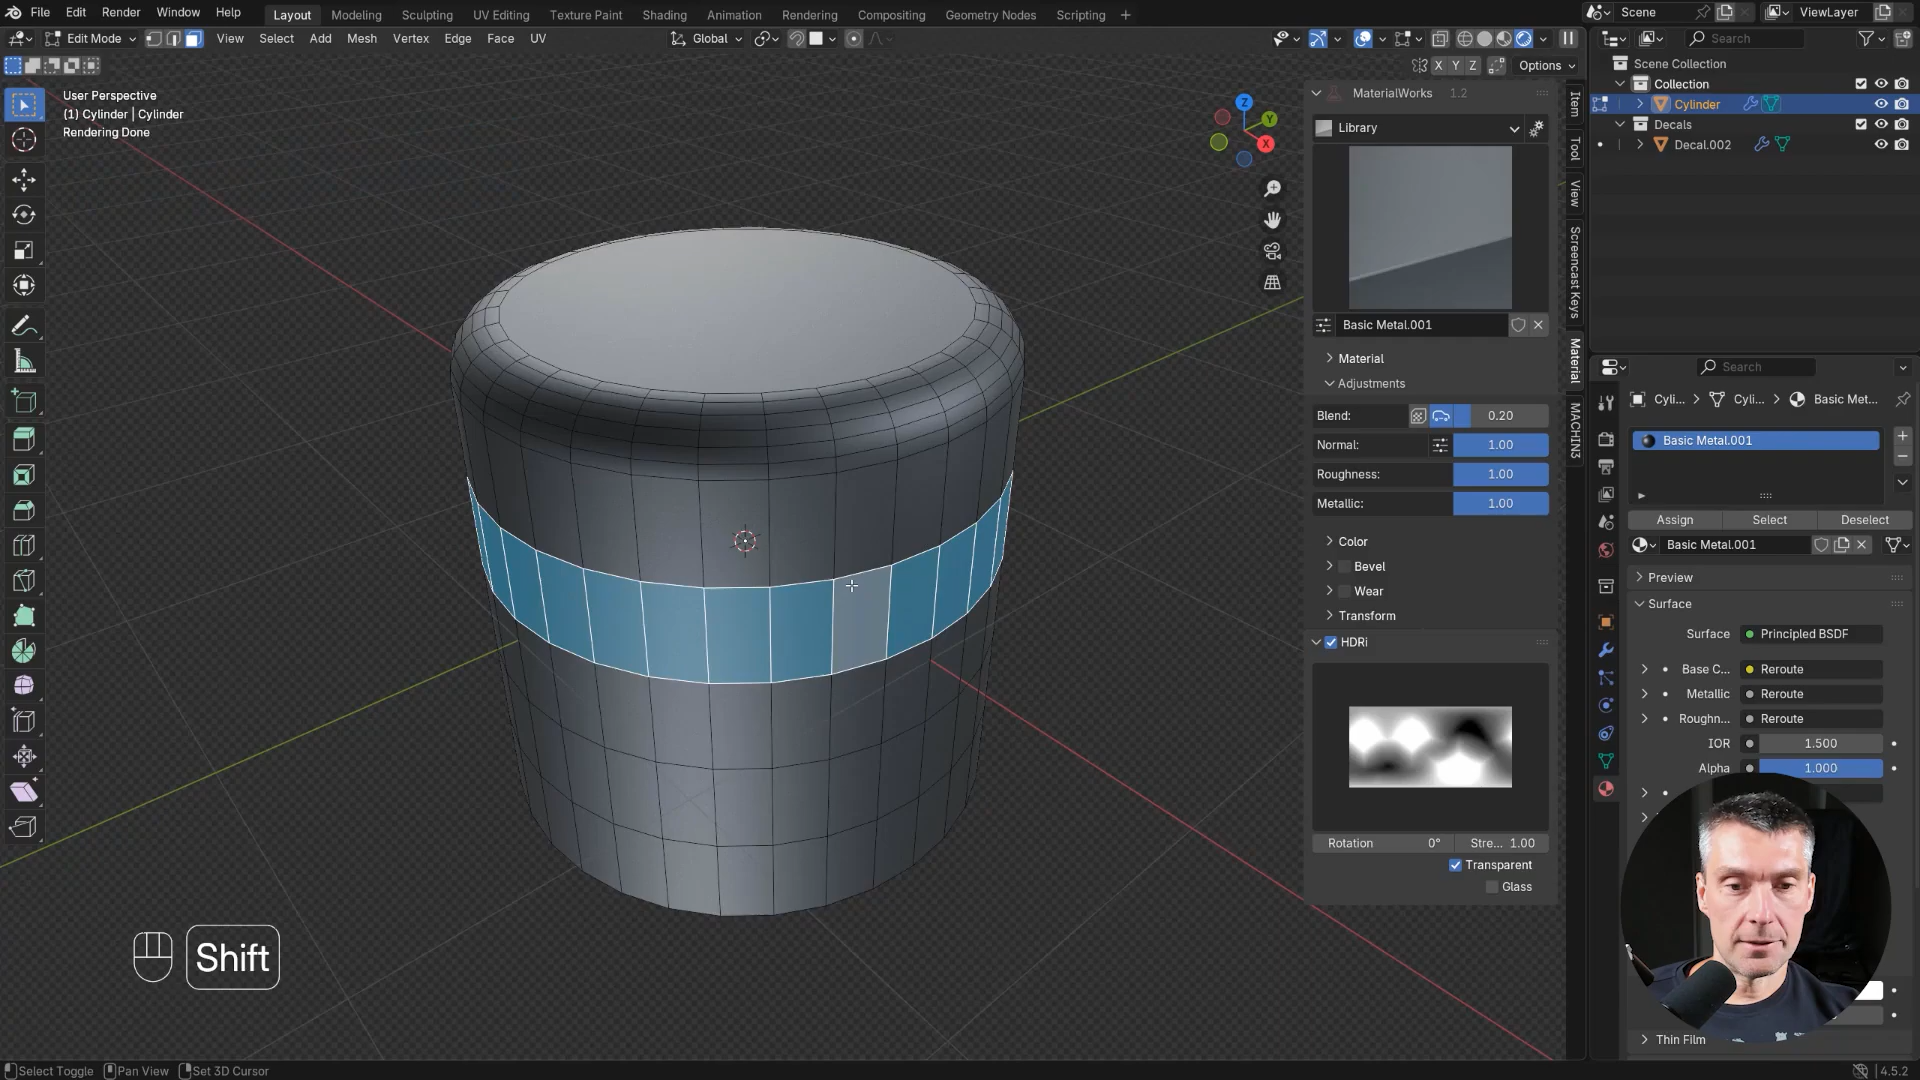 File Edit Render Window Help
Layout Modeling Sculpting UV Editing Texture Paint Shading Animation Rendering Compositing Geometry Nodes Scripting
Scene
ViewLayer
Edit Mode
View Select Add Mesh Vertex Edge Face UV
Global
X Y Z
Options
User Perspective
(1) Cylinder | Cylinder
Rendering Done
Z
Y
X
MaterialWorks 1.2
Library
Basic Metal.001
Material
Adjustments
Blend: 0.20
Normal: 1.00
Roughness: 1.00
Metallic: 1.00
Color
Bevel
Wear
Transform
HDRi
Rotation 0° Stre... 1.00
Transparent
Glass
Item
Tool
View
Screencast Keys
Material
MACHIN3
Search
Scene Collection
Collection
Cylinder
Decals
Decal.002
Search
Cyli... Cyli... Basic Met...
Basic Metal.001
Assign Select Deselect
Basic Metal.001
Preview
Surface
Surface Principled BSDF
Base C... Reroute
Metallic Reroute
Roughn... Reroute
IOR 1.500
Alpha 1.000
Thin Film
Shift
Select Toggle Pan View Set 3D Cursor
4.5.2